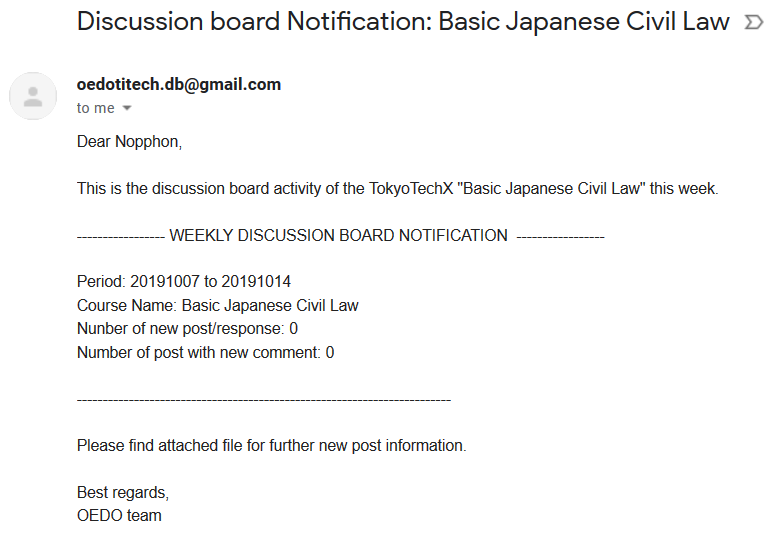 Discussion board Notification: Basic Japanese Civil Law
oedotitech.db@gmail.com
to me
Dear Nopphon,
This is the discussion board activity of the TokyoTechX "Basic Japanese Civil Law" this week.
----------------- WEEKLY DISCUSSION BOARD NOTIFICATION -----------------
Period: 20191007 to 20191014
Course Name: Basic Japanese Civil Law
Nunber of new post/response: 0
Number of post with new comment: 0
-------------------------------------------------------------------------
Please find attached file for further new post information.
Best regards,
OEDO team